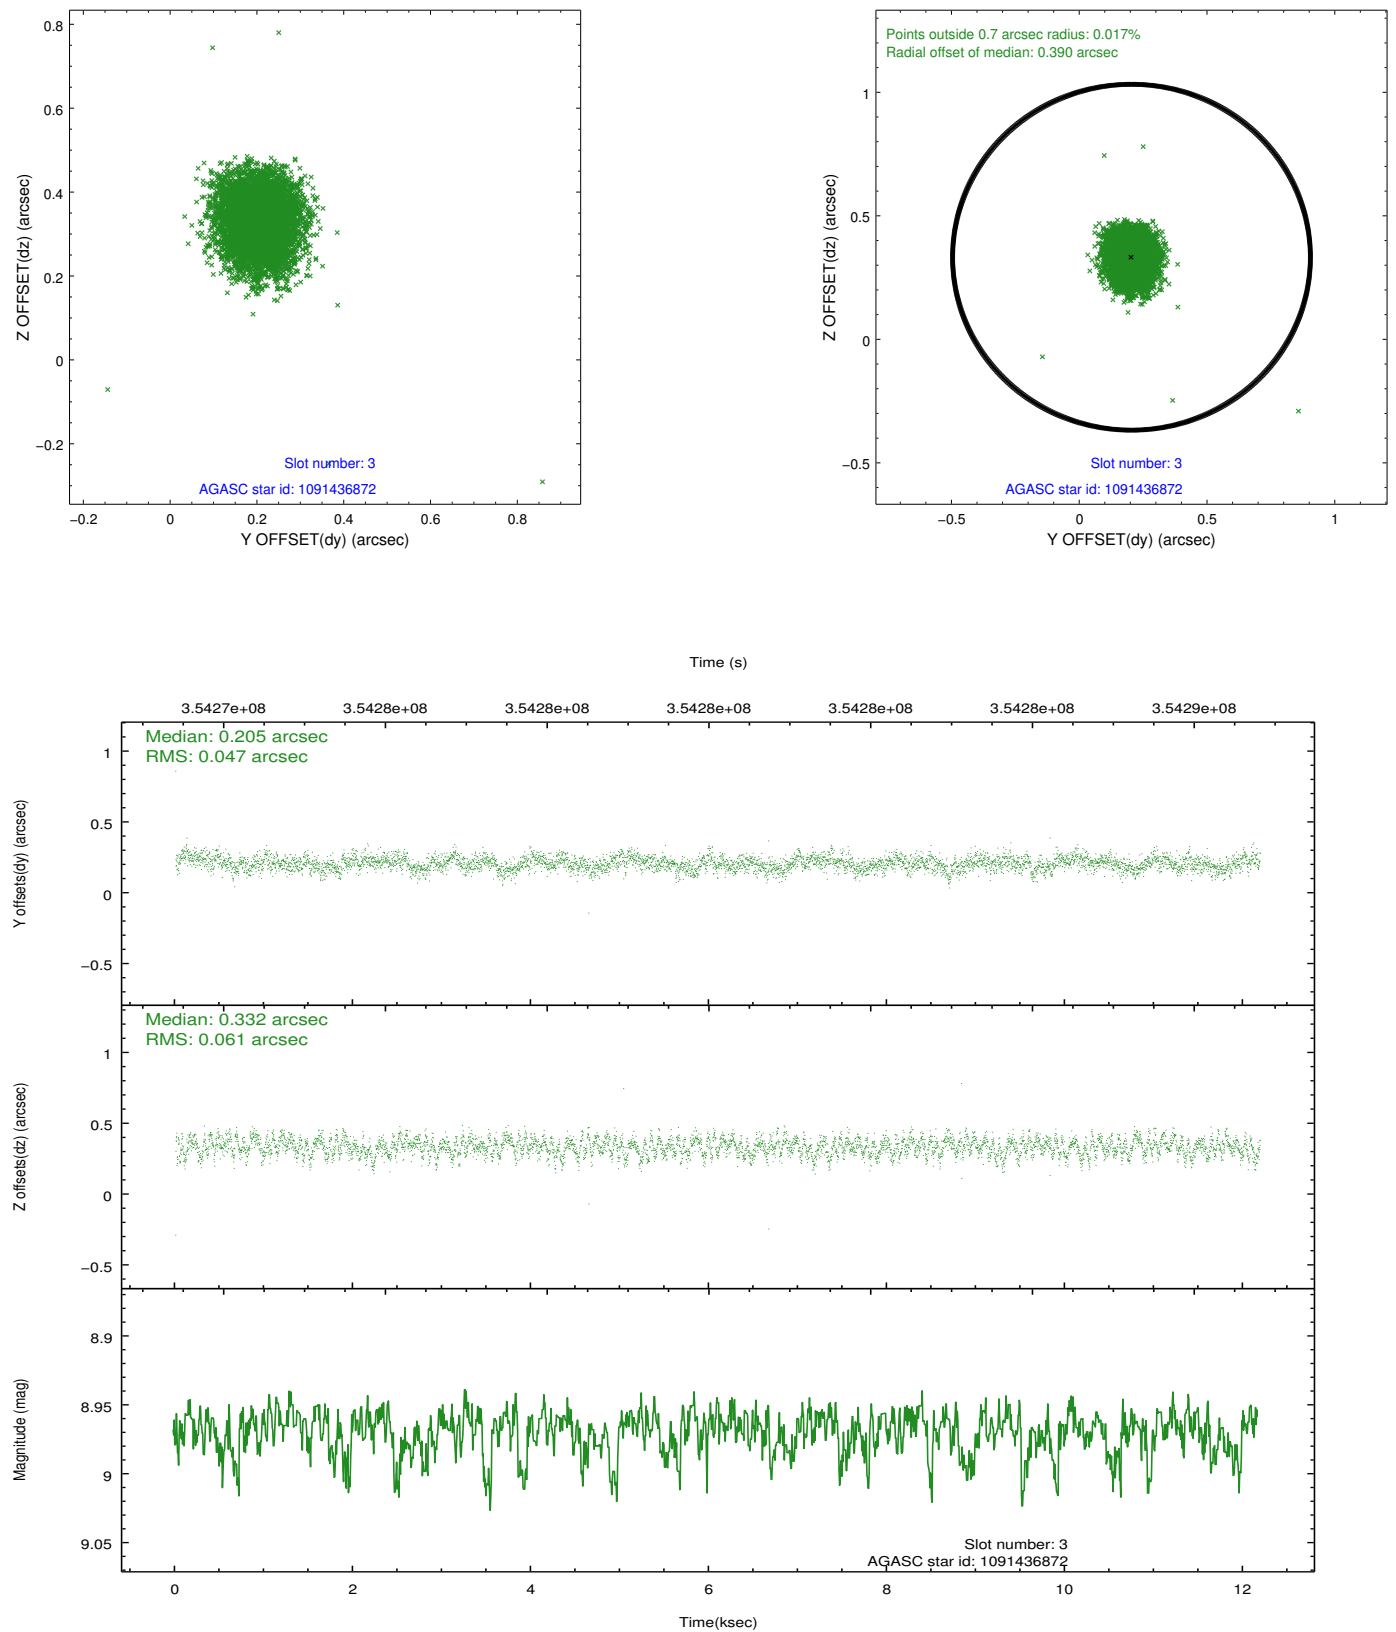 0.8
0.6
0.4
0.2
0
−0.2
−0.2
0
0.2
0.4
0.6
0.8
Z OFFSET(dz) (arcsec)
Y OFFSET(dy) (arcsec)
Slot number: 3
AGASC star id: 1091436872
Points outside 0.7 arcsec radius: 0.017%
Radial offset of median: 0.390 arcsec
1
0.5
0
−0.5
−0.5
0
0.5
1
Z OFFSET(dz) (arcsec)
Y OFFSET(dy) (arcsec)
Slot number: 3
AGASC star id: 1091436872
Time (s)
3.5427e+08
3.5428e+08
3.5428e+08
3.5428e+08
3.5428e+08
3.5428e+08
3.5429e+08
Median: 0.205 arcsec
RMS: 0.047 arcsec
1
0.5
0
−0.5
Y offsets(dy) (arcsec)
Median: 0.332 arcsec
RMS: 0.061 arcsec
1
0.5
0
−0.5
Z offsets(dz) (arcsec)
8.9
8.95
9
9.05
Magnitude (mag)
Slot number: 3
AGASC star id: 1091436872
0
2
4
6
8
10
12
Time(ksec)